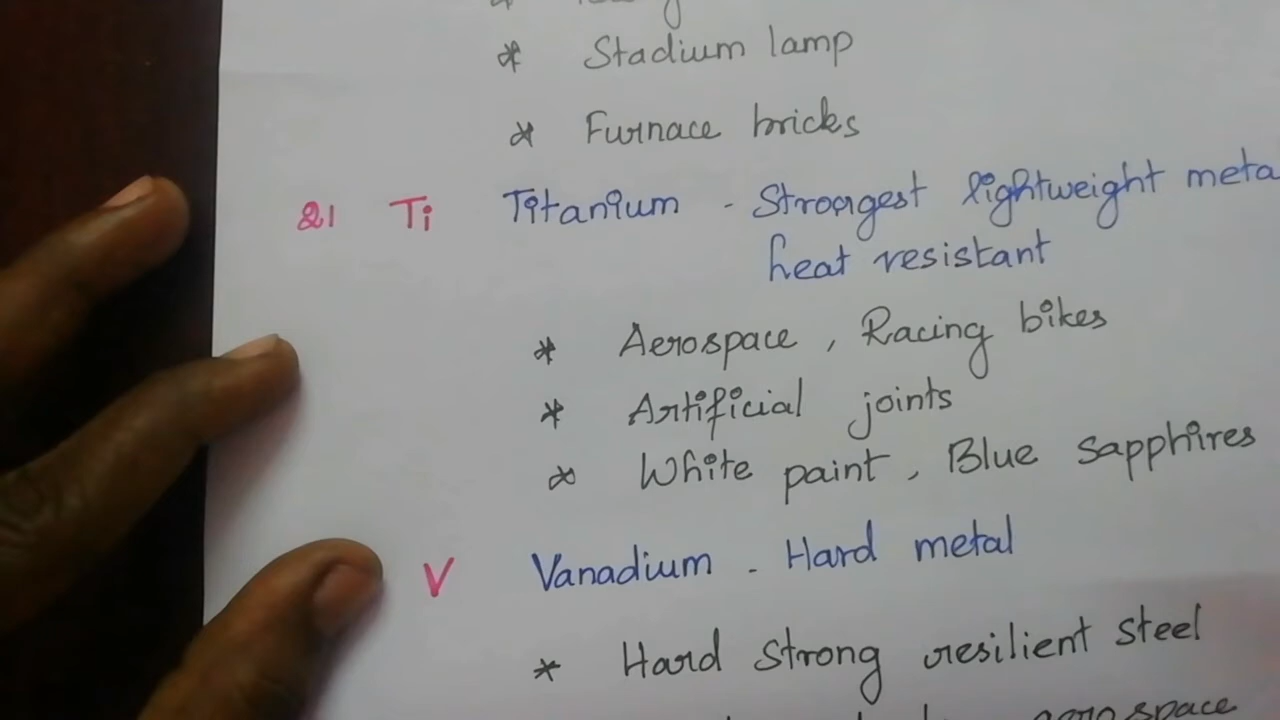 * Stadium lamp
* Furnace bricks
21 Ti Titanium - Strongest lightweight meta
heat resistant
* Aerospace, Racing bikes
* Artificial joints
* White paint, Blue sapphires
V Vanadium - Hard metal
* Hard strong resilient steel
aerospace